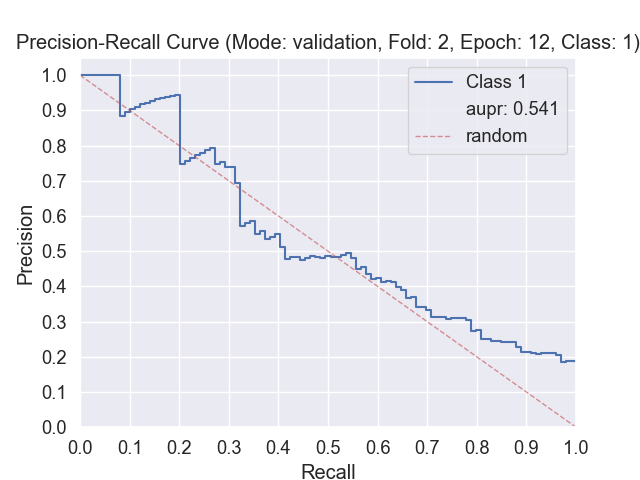 Precision-Recall Curve (Mode: validation, Fold: 2, Epoch: 12, Class: 1)
Class 1
aupr: 0.541
random
Precision
1.0
0.9
0.8
0.7
0.6
0.5
0.4
0.3
0.2
0.1
0.0
0.0 0.1 0.2 0.3 0.4 0.5 0.6 0.7 0.8 0.9 1.0
Recall